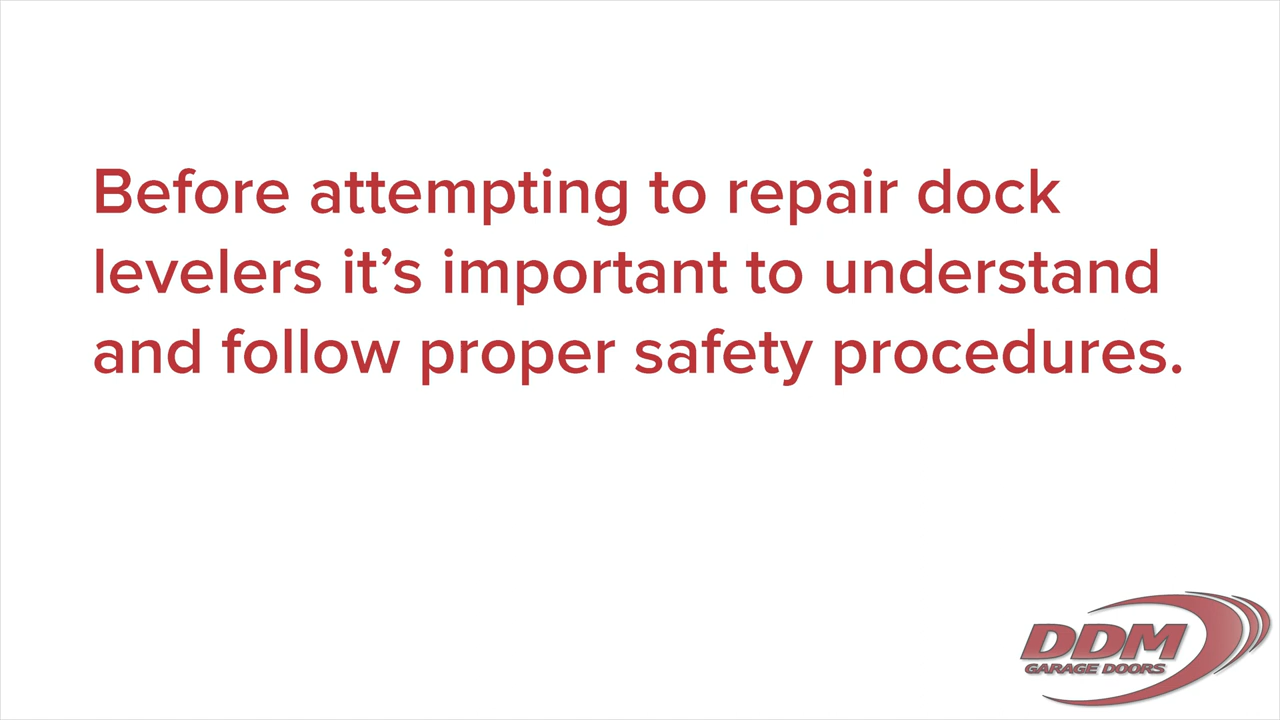 Before attempting to repair dock
levelers it’s important to understand
and follow proper safety procedures.
DDM
GARAGE DOORS